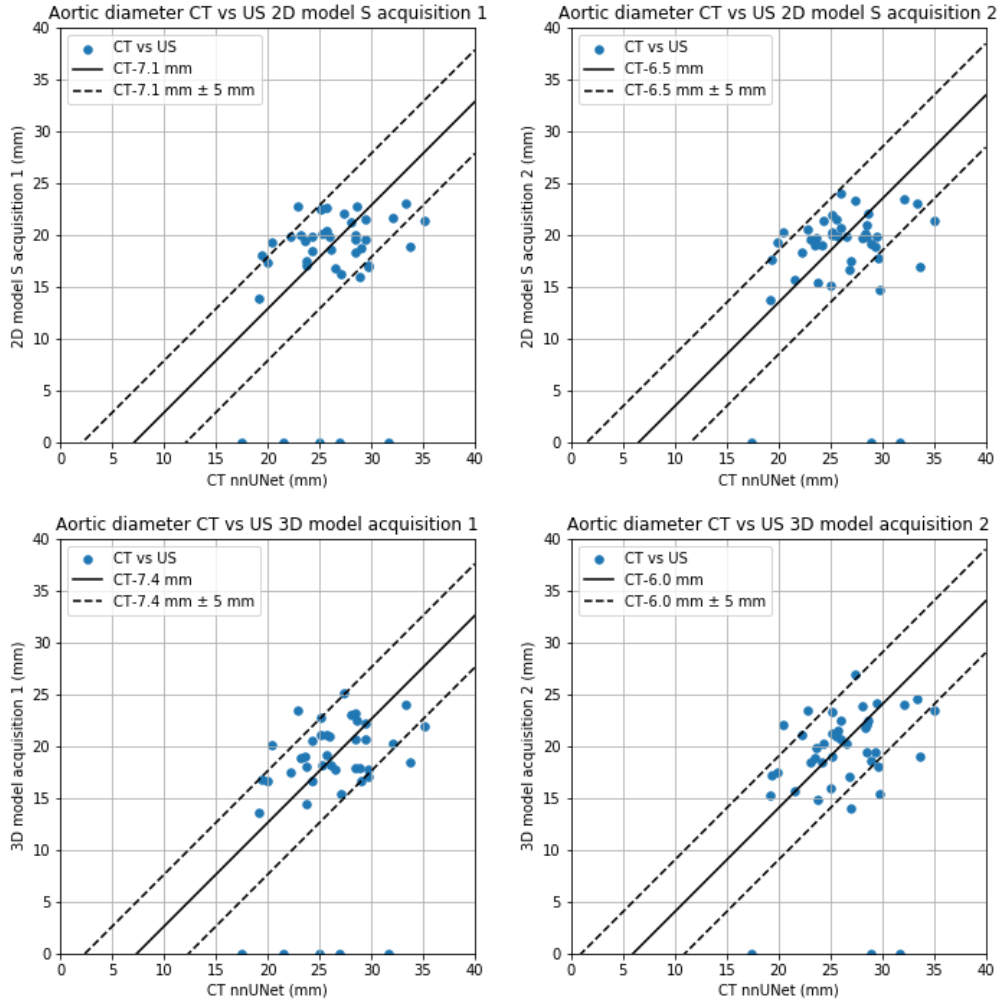 Aortic diameter CT vs US 2D model S acquisition 1
40
35
30
25
20
15
10
5
0
2D model S acquisition 1 (mm)
CT vs US
CT-7.1 mm
CT-7.1 mm ± 5 mm
0 5 10 15 20 25 30 35 40
CT nnUNet (mm)
Aortic diameter CT vs US 2D model S acquisition 2
40
35
30
25
20
15
10
5
0
2D model S acquisition 2 (mm)
CT vs US
CT-6.5 mm
CT-6.5 mm ± 5 mm
0 5 10 15 20 25 30 35 40
CT nnUNet (mm)
Aortic diameter CT vs US 3D model acquisition 1
40
35
30
25
20
15
10
5
0
3D model acquisition 1 (mm)
CT vs US
CT-7.4 mm
CT-7.4 mm ± 5 mm
0 5 10 15 20 25 30 35 40
CT nnUNet (mm)
Aortic diameter CT vs US 3D model acquisition 2
40
35
30
25
20
15
10
5
0
3D model acquisition 2 (mm)
CT vs US
CT-6.0 mm
CT-6.0 mm ± 5 mm
0 5 10 15 20 25 30 35 40
CT nnUNet (mm)